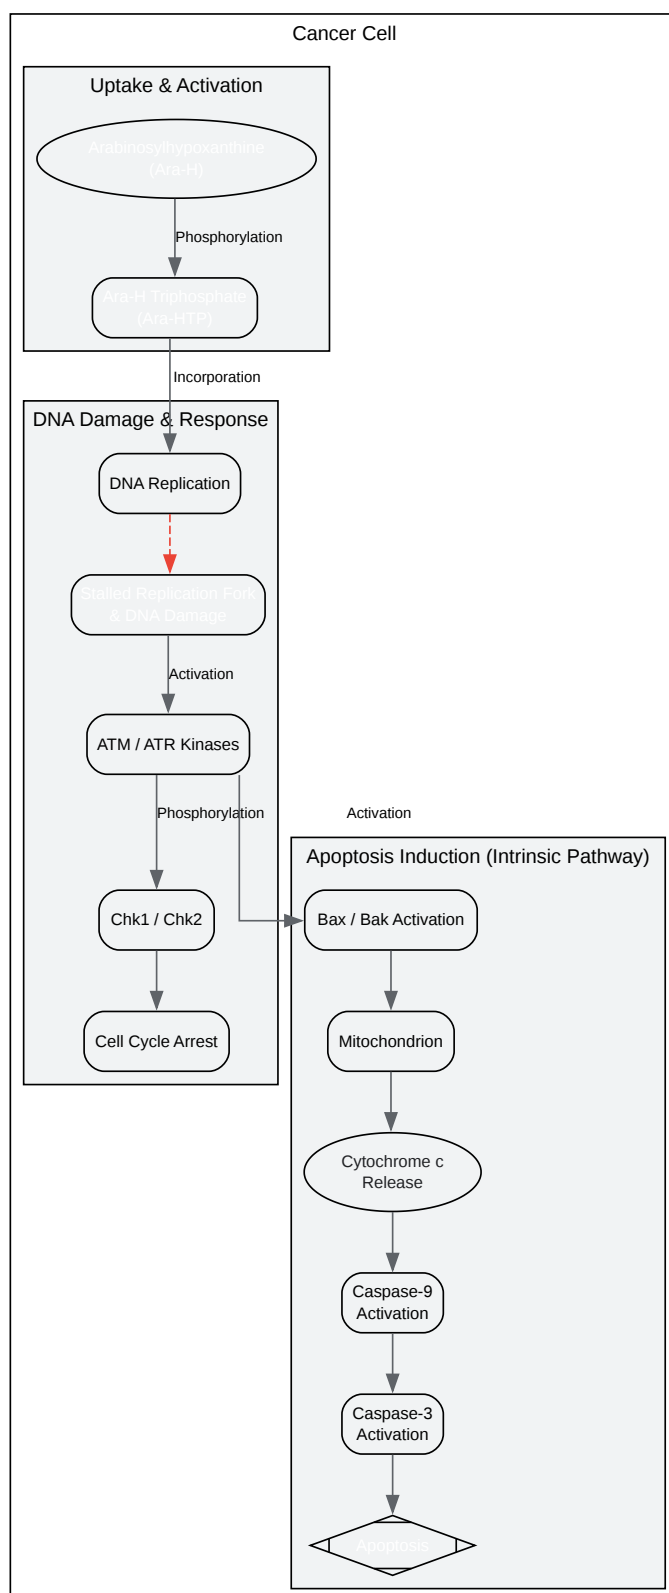 Cancer Cell
Uptake & Activation
Arabinosylhypoxanthine
(Ara-H)
Phosphorylation
Ara-H Triphosphate
(Ara-HTP)
Incorporation
DNA Damage & Response
DNA Replication
Stalled Replication Fork
& DNA Damage
Activation
ATM / ATR Kinases
Phosphorylation
Activation
Apoptosis Induction (Intrinsic Pathway)
Chk1 / Chk2
Bax / Bak Activation
Cell Cycle Arrest
Mitochondrion
Cytochrome c
Release
Caspase-9
Activation
Caspase-3
Activation
Apoptosis